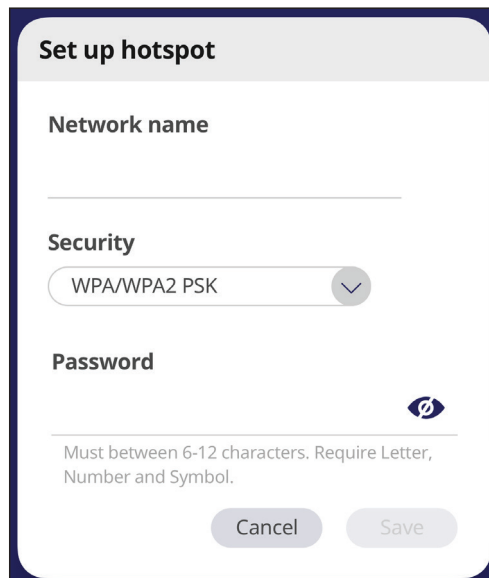 Set up hotspot
Network name
Security
WPA/WPA2 PSK
Password
Must between 6-12 characters. Require Letter,
Number and Symbol.
Cancel Save